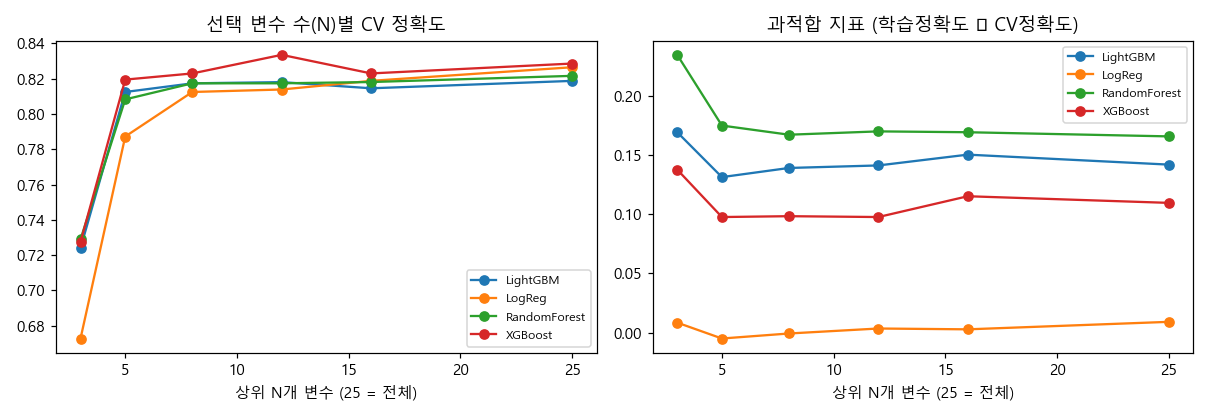 선택 변수 수(N)별 CV 정확도
0.84
0.82
0.80
0.78
0.76
0.74
0.72
0.70
0.68
5 10 15 20 25
상위 N개 변수 (25 = 전체)
LightGBM
LogReg
RandomForest
XGBoost
과적합 지표 (학습정확도 □ CV정확도)
0.20
0.15
0.10
0.05
0.00
5 10 15 20 25
상위 N개 변수 (25 = 전체)
LightGBM
LogReg
RandomForest
XGBoost